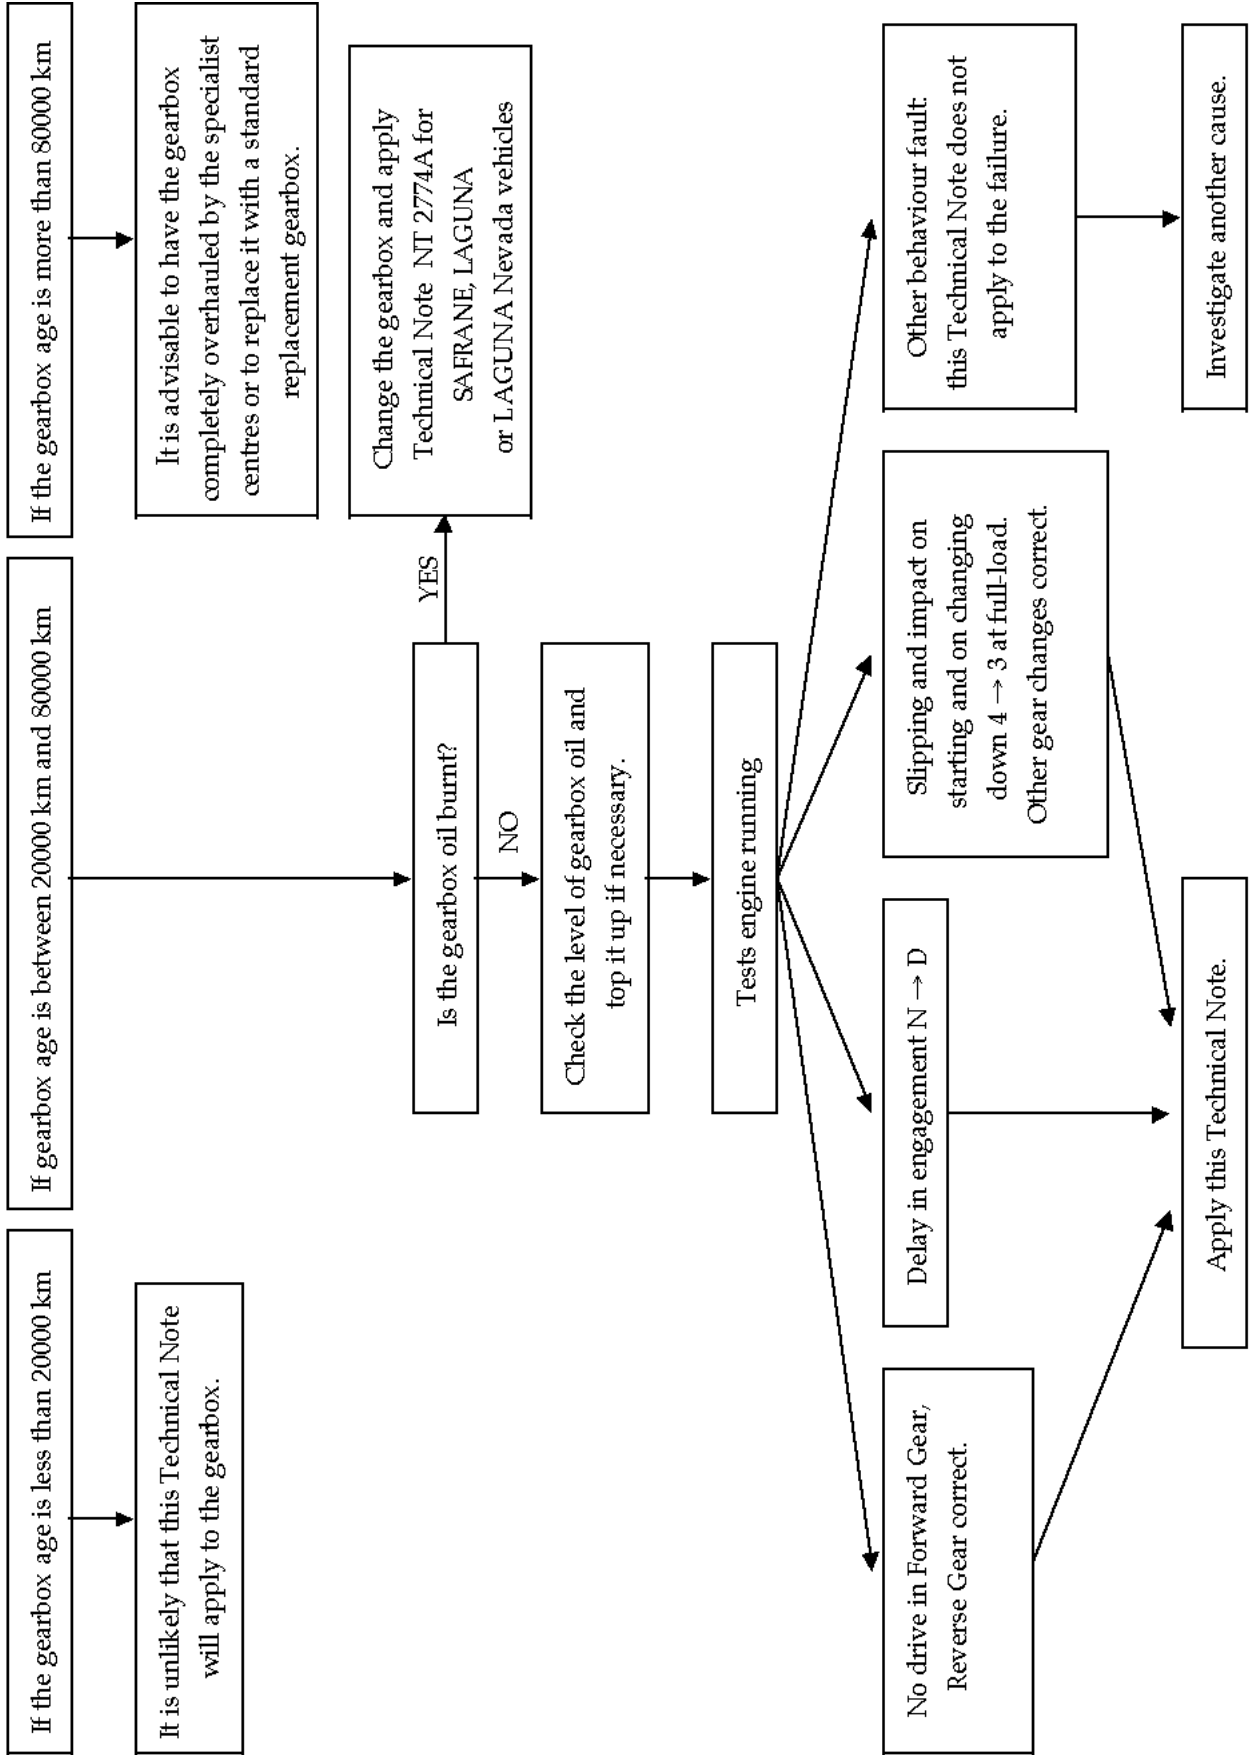 If the gearbox age is less than 20000 km
It is unlikely that this Technical Note
will apply to the gearbox.
If gearbox age is between 20000 km and 80000 km
If the gearbox age is more than 80000 km
It is advisable to have the gearbox
completely overhauled by the specialist
centres or to replace it with a standard
replacement gearbox.
Is the gearbox oil burnt?
YES
Change the gearbox and apply
Technical Note NT 2774A for
SAFRANE, LAGUNA
or LAGUNA Nevada vehicles
NO
Check the level of gearbox oil and
top it up if necessary.
Tests engine running
No drive in Forward Gear,
Reverse Gear correct.
Delay in engagement N → D
Slipping and impact on
starting and on changing
down 4 → 3 at full-load.
Other gear changes correct.
Other behaviour fault:
this Technical Note does not
apply to the failure.
Apply this Technical Note.
Investigate another cause.